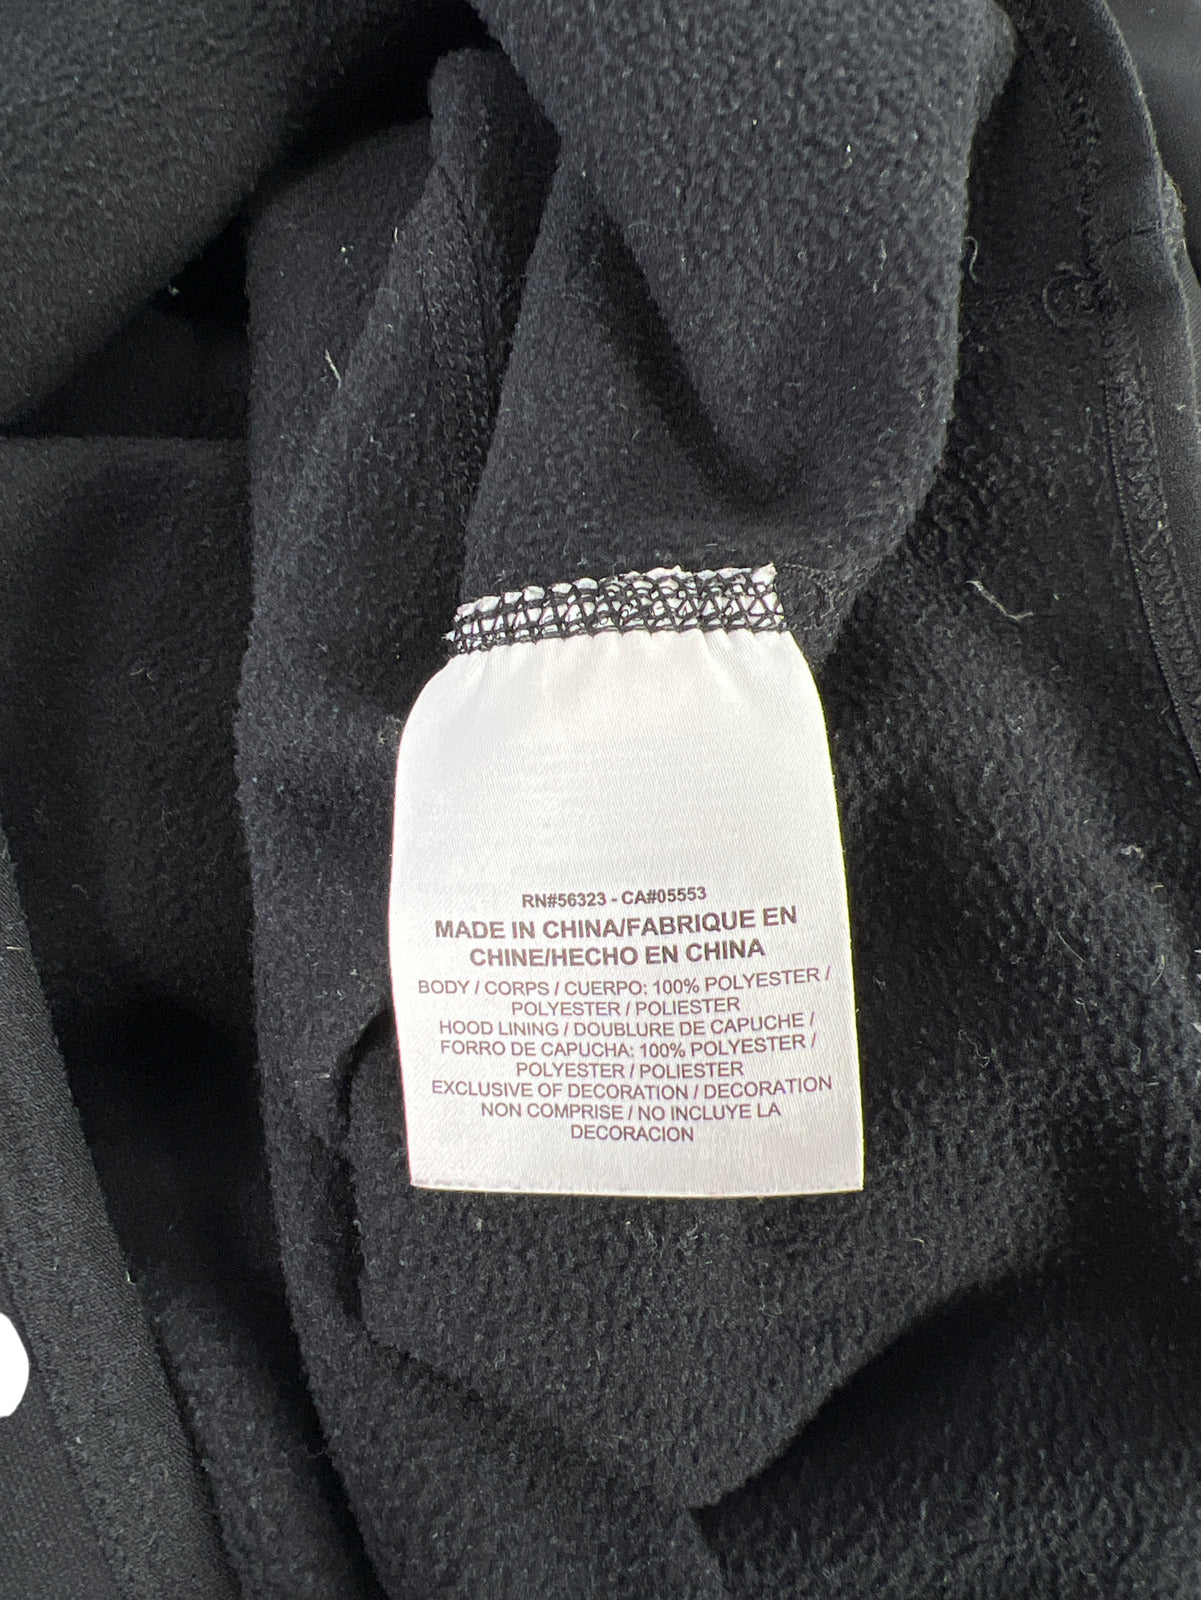 RN#56323 - CA#05553
MADE IN CHINA/FABRIQUE EN
CHINE/HECHO EN CHINA
BODY / CORPS / CUERPO: 100% POLYESTER /
POLYESTER / POLIESTER
HOOD LINING / DOUBLURE DE CAPUCHE /
FORRO DE CAPUCHA: 100% POLYESTER /
POLYESTER / POLIESTER
EXCLUSIVE OF DECORATION / DECORATION
NON COMPRISE / NO INCLUYE LA
DECORACION